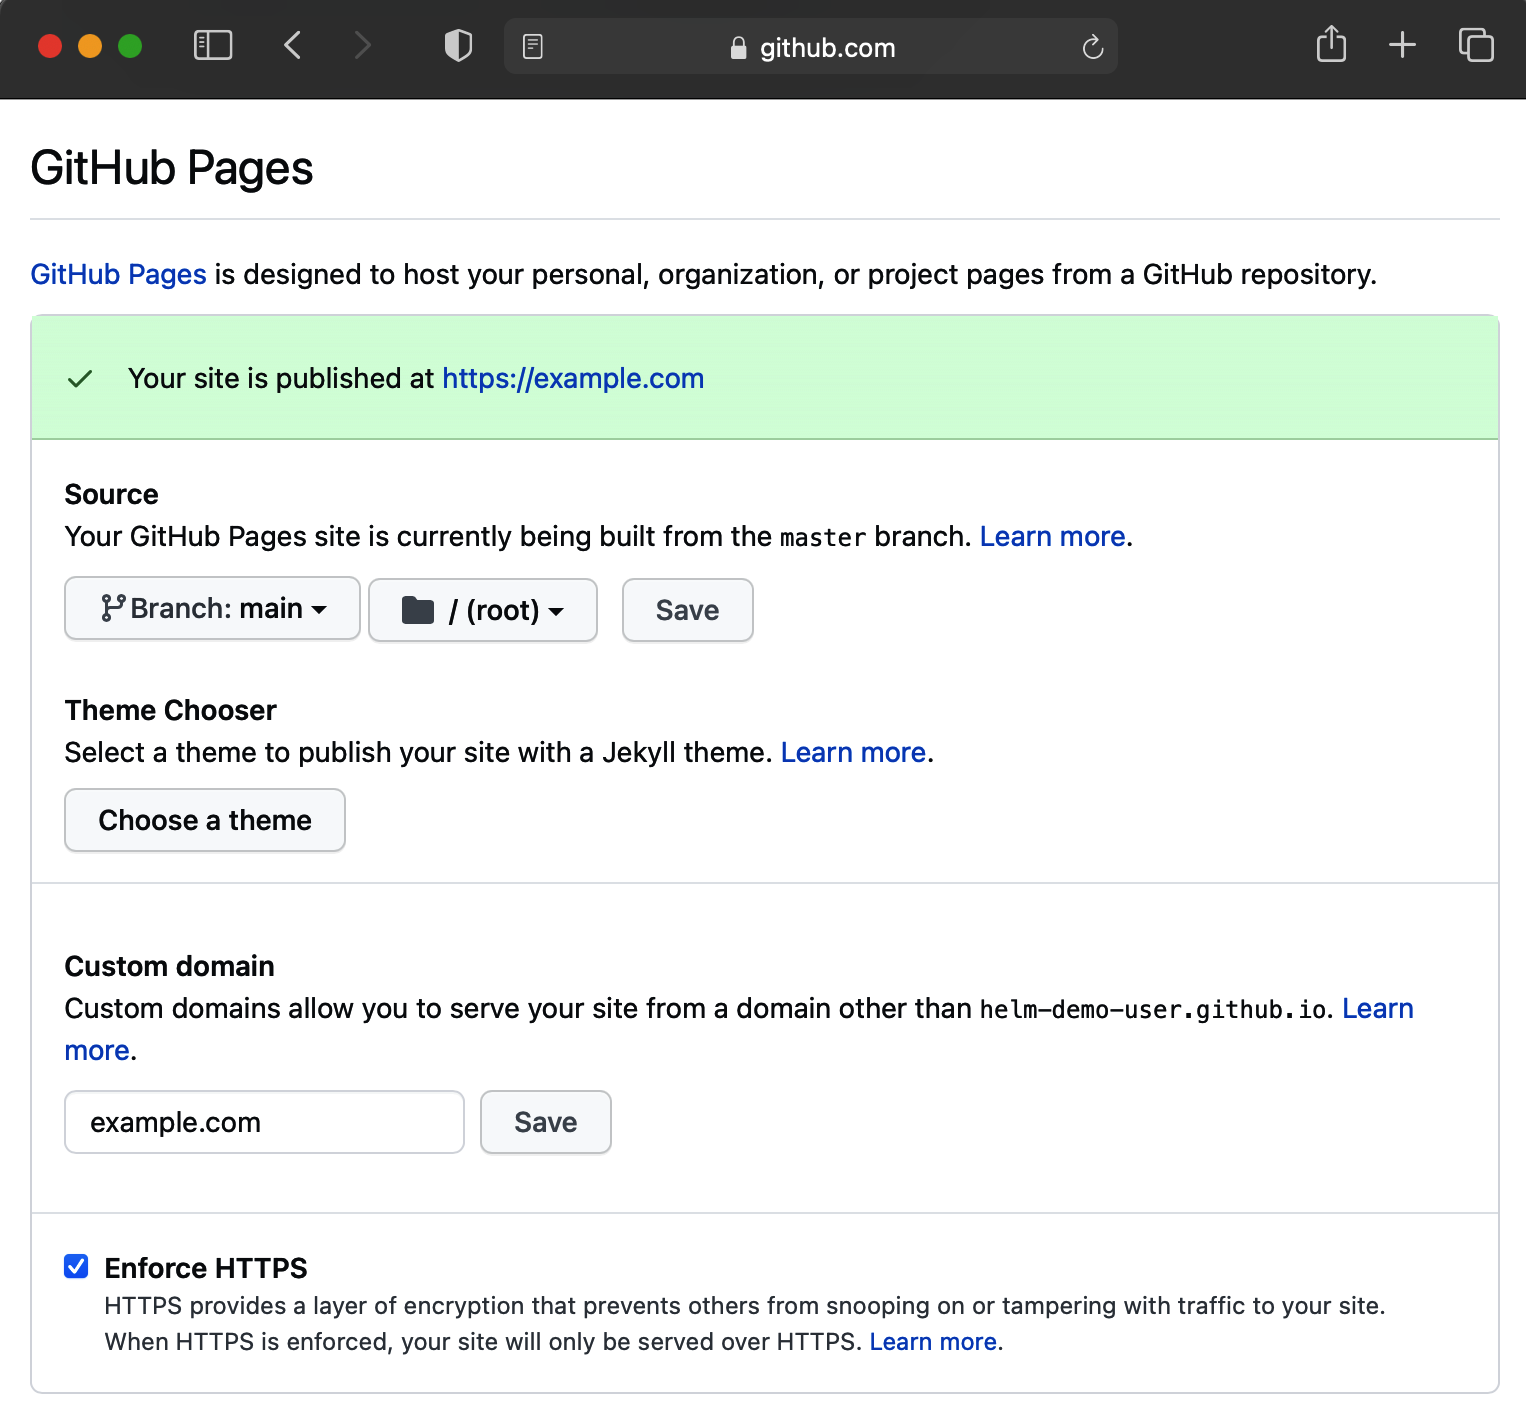 github.com
GitHub Pages
GitHub Pages is designed to host your personal, organization, or project pages from a GitHub repository.
Your site is published at https://example.com
Source
Your GitHub Pages site is currently being built from the master branch. Learn more.
Branch: main / (root) Save
Theme Chooser
Select a theme to publish your site with a Jekyll theme. Learn more.
Choose a theme
Custom domain
Custom domains allow you to serve your site from a domain other than helm-demo-user.github.io. Learn
more.
example.com Save
Enforce HTTPS
HTTPS provides a layer of encryption that prevents others from snooping on or tampering with traffic to your site.
When HTTPS is enforced, your site will only be served over HTTPS. Learn more.